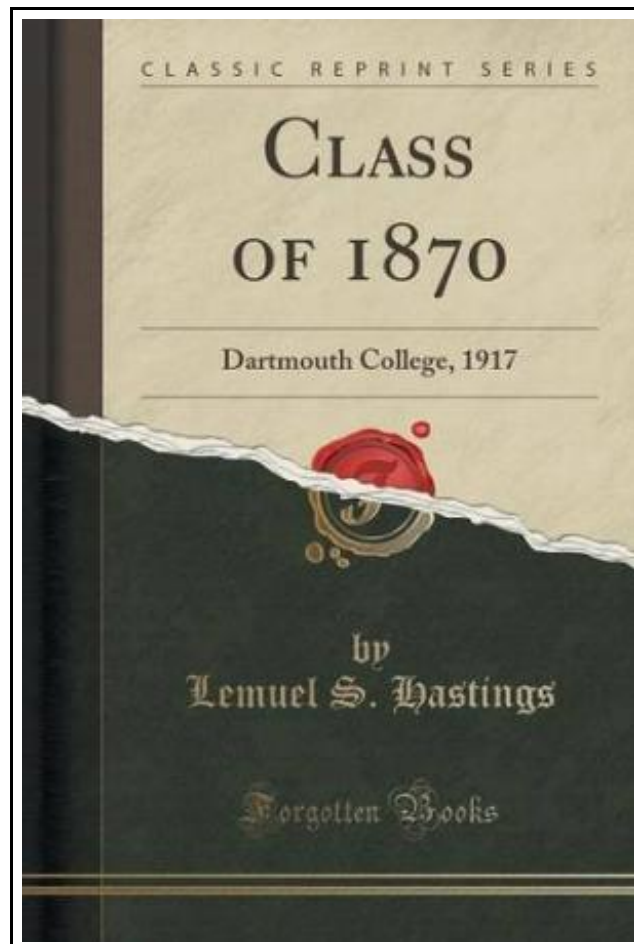 CLASSIC REPRINT SERIES
CLASS
OF 1870
Dartmouth College, 1917
F
by
Lemuel S. Hastings
Forgotten Books